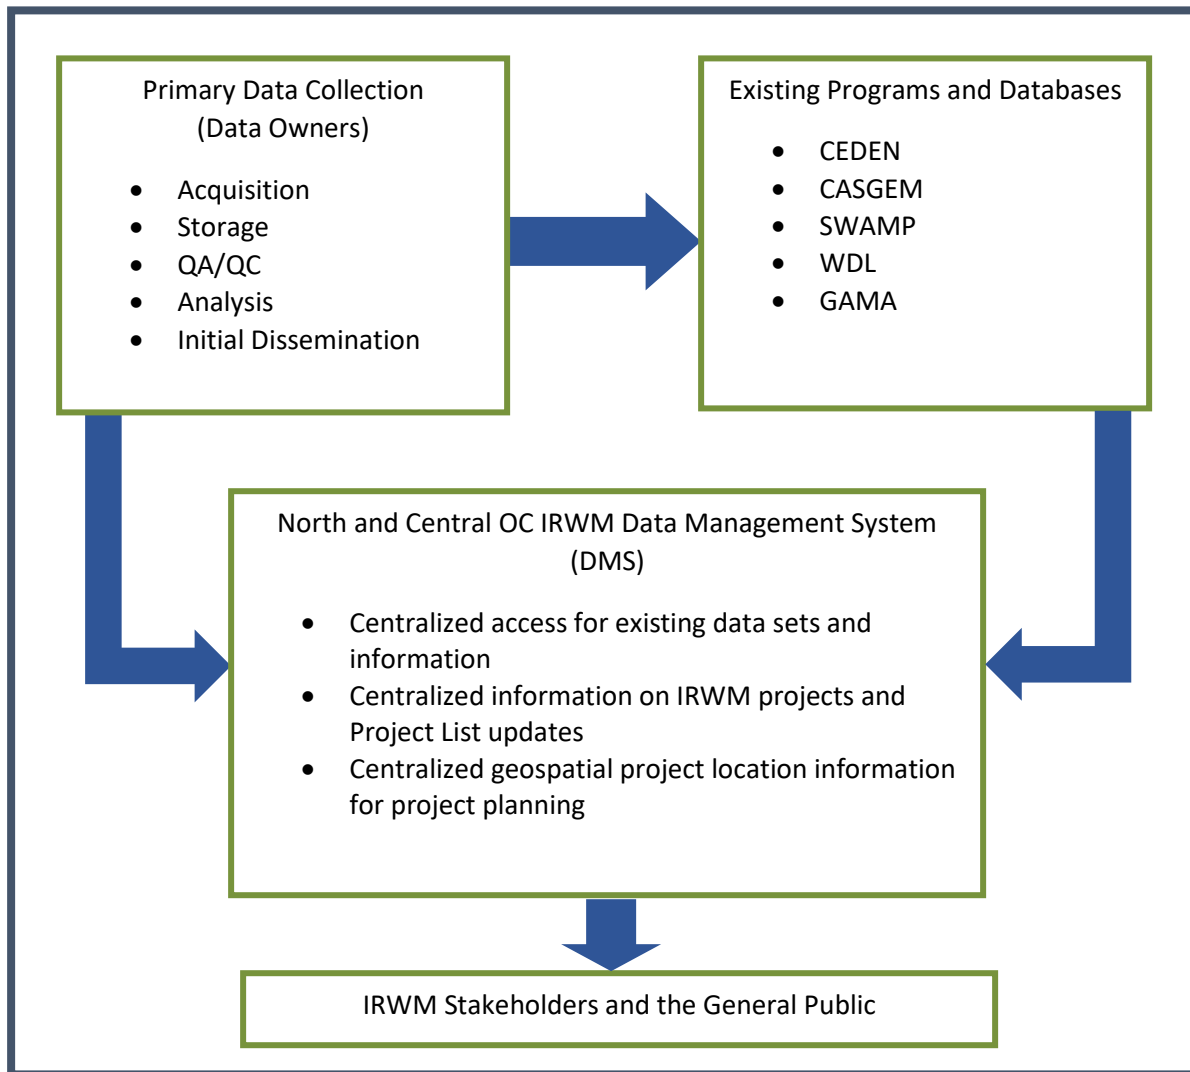 Primary Data Collection
(Data Owners)
• Acquisition
• Storage
• QA/QC
• Analysis
• Initial Dissemination
Existing Programs and Databases
• CEDEN
• CASGEM
• SWAMP
• WDL
• GAMA
North and Central OC IRWM Data Management System
(DMS)
• Centralized access for existing data sets and
information
• Centralized information on IRWM projects and
Project List updates
• Centralized geospatial project location information
for project planning
IRWM Stakeholders and the General Public